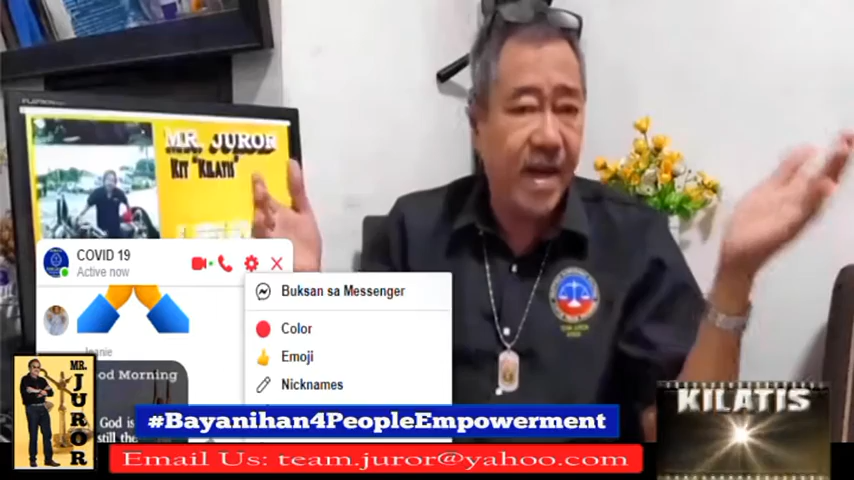 MR. JUROR
KIT "KILATIS"
COVID 19
Active now
Buksan sa Messenger
Color
Emoji
Nicknames
Jeanie
Good Morning
God is
still the
MR. JUROR
#Bayanihan4PeopleEmpowerment
Email Us: team.juror@yahoo.com
KILATIS